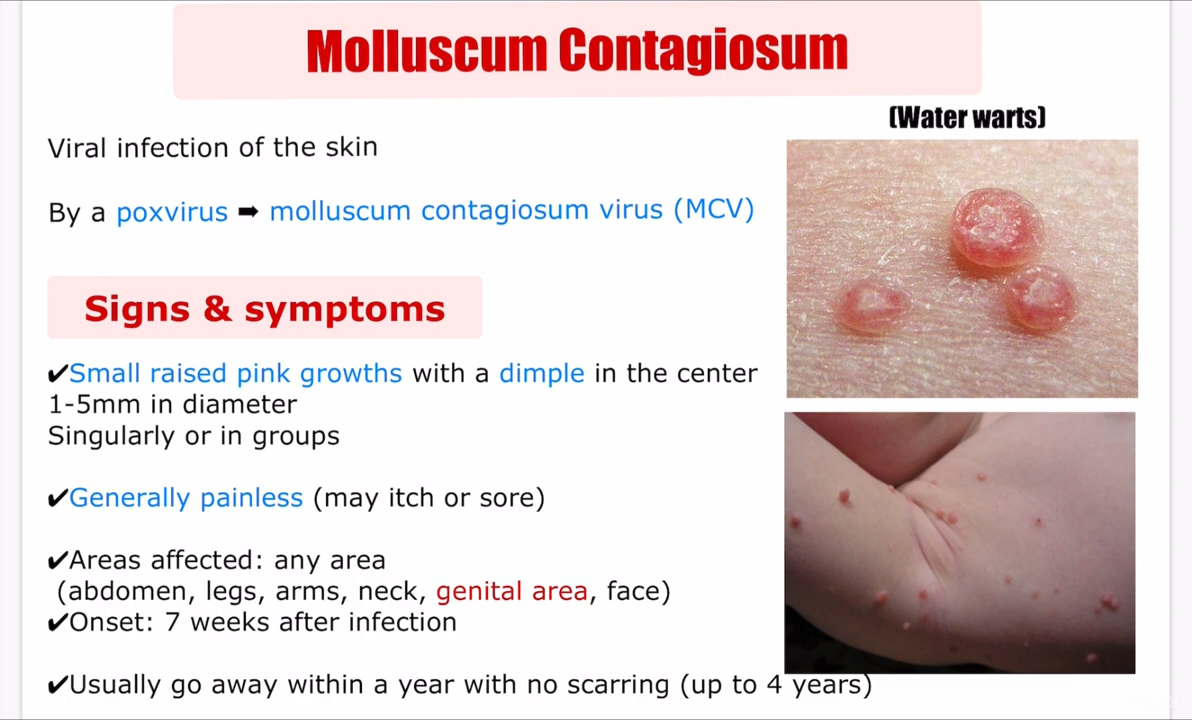 Molluscum Contagiosum
(Water warts)
Viral infection of the skin
By a poxvirus ➡ molluscum contagiosum virus (MCV)
Signs & symptoms
✔Small raised pink growths with a dimple in the center
1-5mm in diameter
Singularly or in groups
✔Generally painless (may itch or sore)
✔Areas affected: any area
(abdomen, legs, arms, neck, genital area, face)
✔Onset: 7 weeks after infection
✔Usually go away within a year with no scarring (up to 4 years)